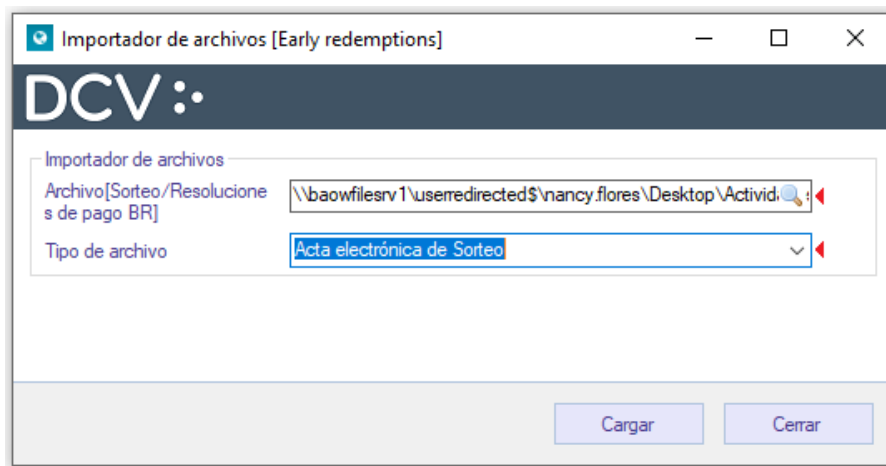 Importador de archivos [Early redemptions]
DCV
Importador de archivos
Archivo[Sorteo/Resolucione
s de pago BR]
\\baowfilesrv1\userredirected$\nancy.flores\Desktop\Activid
Tipo de archivo
Acta electrónica de Sorteo
Cargar
Cerrar